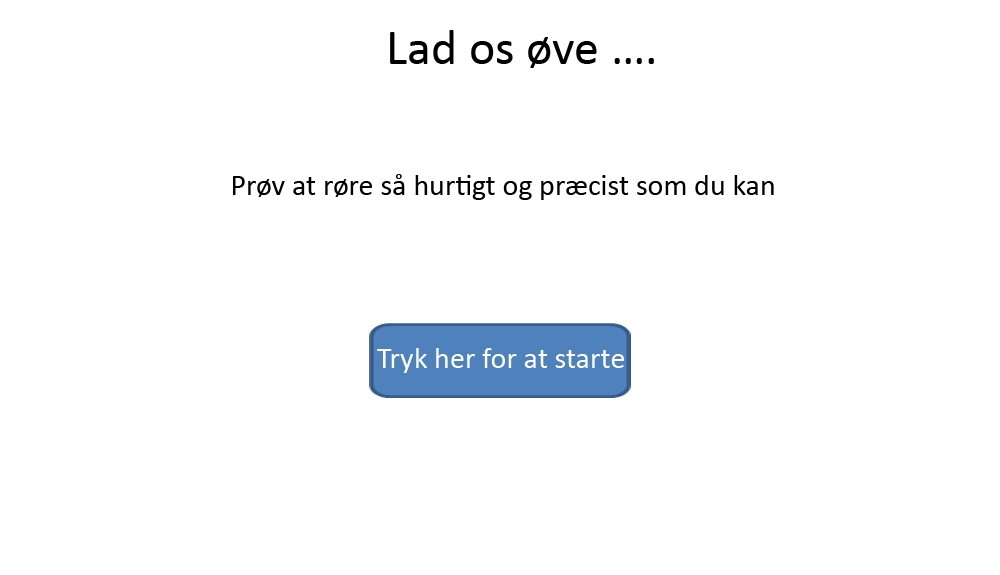 Lad os øve ....
Prøv at røre så hurtigt og præcist som du kan
Tryk her for at starte